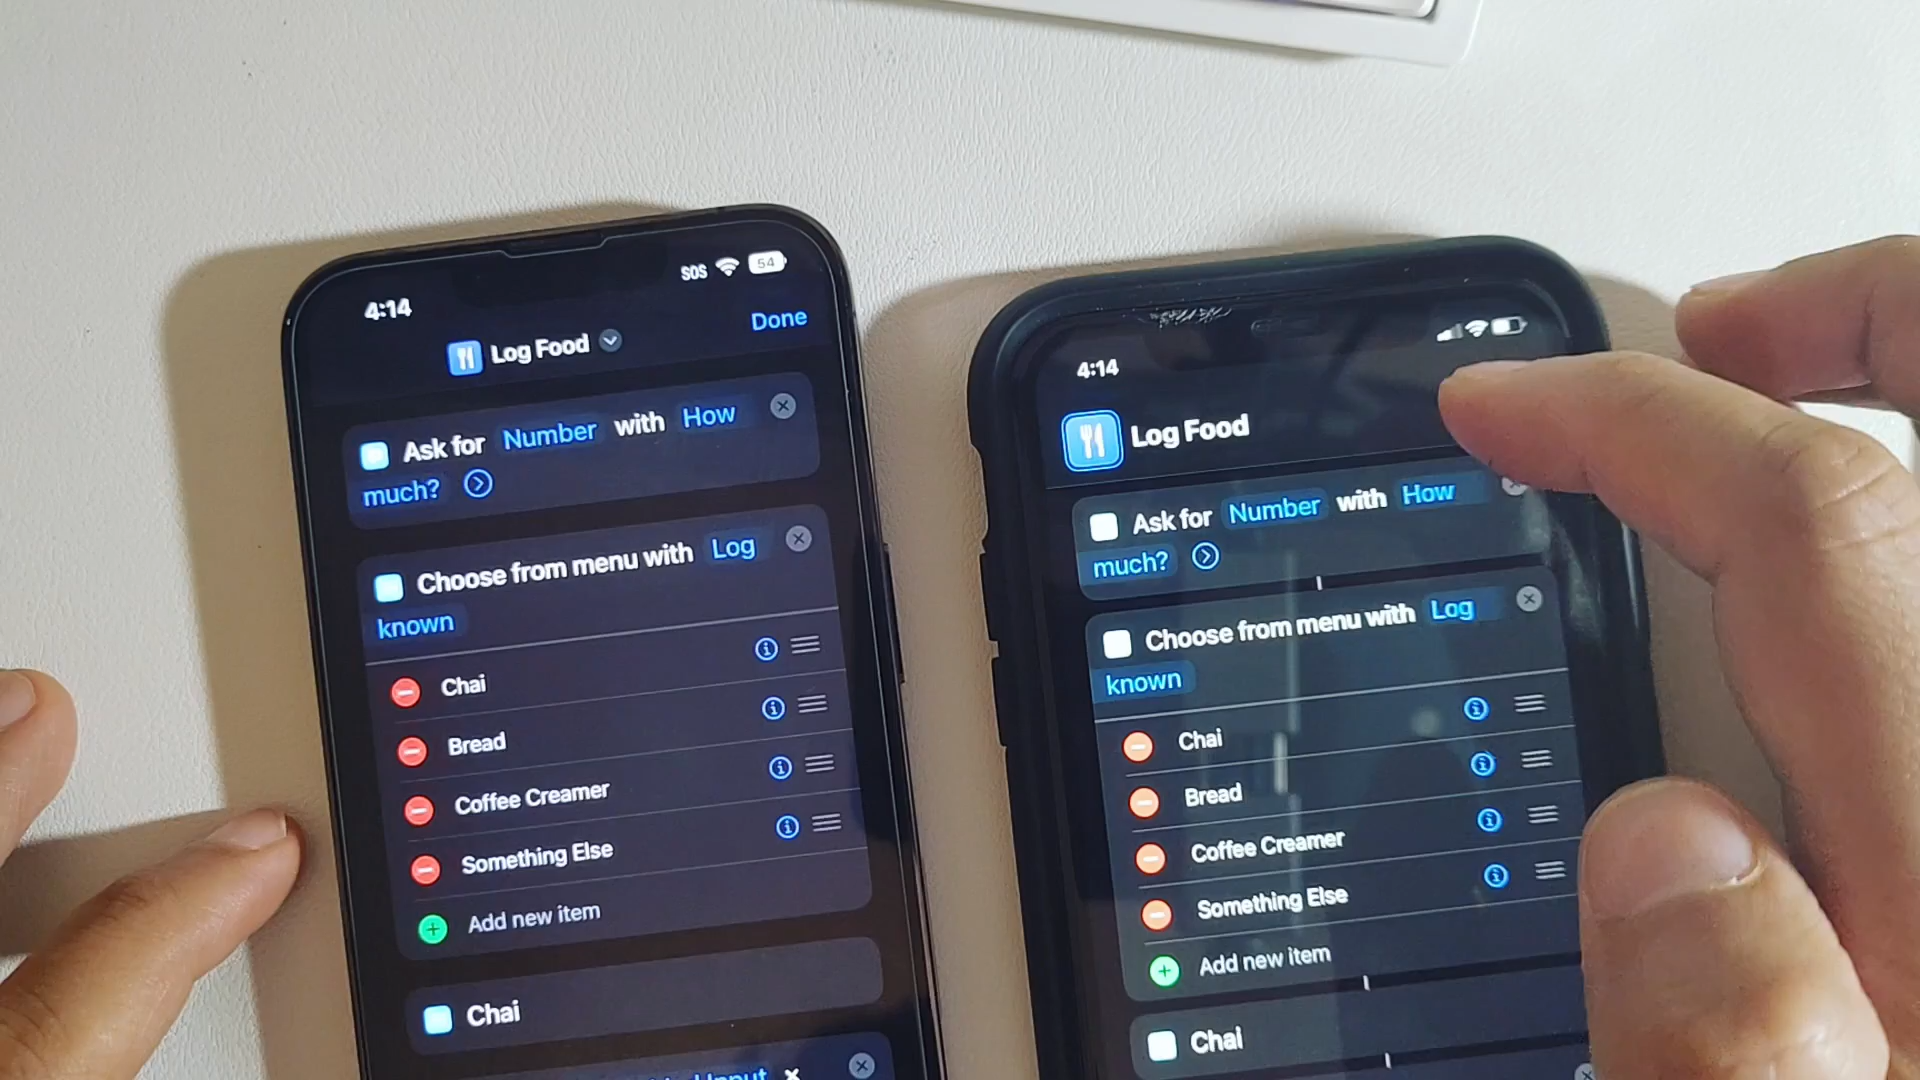 4:14 SOS 54
Log Food Done
Ask for Number with How
much?
Choose from menu with Log
known
Chai
Bread
Coffee Creamer
Something Else
Add new item
Chai
4:14
Log Food
Ask for Number with How
much?
Choose from menu with Log
known
Chai
Bread
Coffee Creamer
Something Else
Add new item
Chai